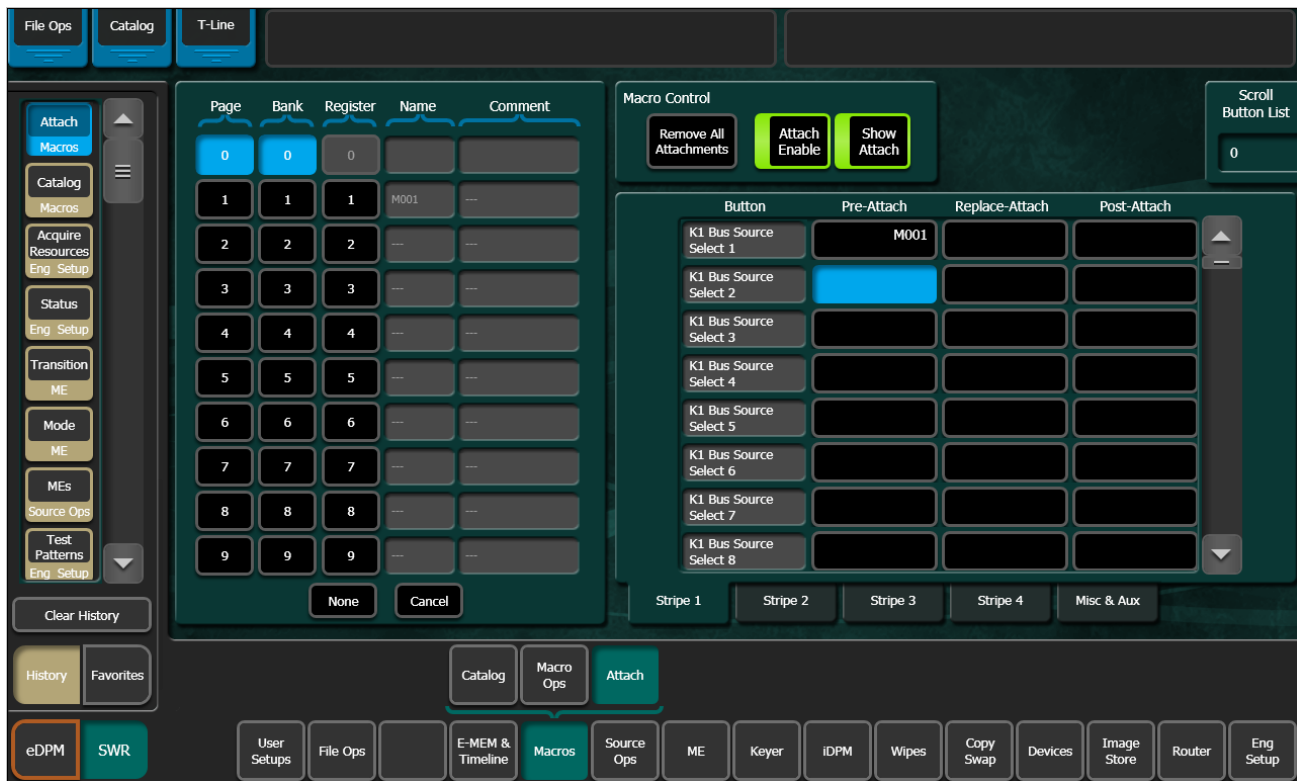 File Ops
Catalog
T-Line
Attach
Macros
Catalog
Macros
Acquire
Resources
Eng Setup
Status
Eng Setup
Transition
ME
Mode
ME
MEs
Source Ops
Test
Patterns
Eng Setup
Clear History
History
Favorites
Page Bank Register Name Comment
0 0 0
1 1 1 M001 ---
2 2 2 --- ---
3 3 3 --- ---
4 4 4 --- ---
5 5 5 --- ---
6 6 6 --- ---
7 7 7 --- ---
8 8 8 --- ---
9 9 9 --- ---
None Cancel
Macro Control
Remove All
Attachments
Attach
Enable
Show
Attach
Scroll
Button List
0
Button Pre-Attach Replace-Attach Post-Attach
K1 Bus Source
Select 1
M001
K1 Bus Source
Select 2
K1 Bus Source
Select 3
K1 Bus Source
Select 4
K1 Bus Source
Select 5
K1 Bus Source
Select 6
K1 Bus Source
Select 7
K1 Bus Source
Select 8
Stripe 1 Stripe 2 Stripe 3 Stripe 4 Misc & Aux
Catalog
Macro
Ops
Attach
eDPM
SWR
User
Setups
File Ops
E-MEM &
Timeline
Macros
Source
Ops
ME
Keyer
iDPM
Wipes
Copy
Swap
Devices
Image
Store
Router
Eng
Setup